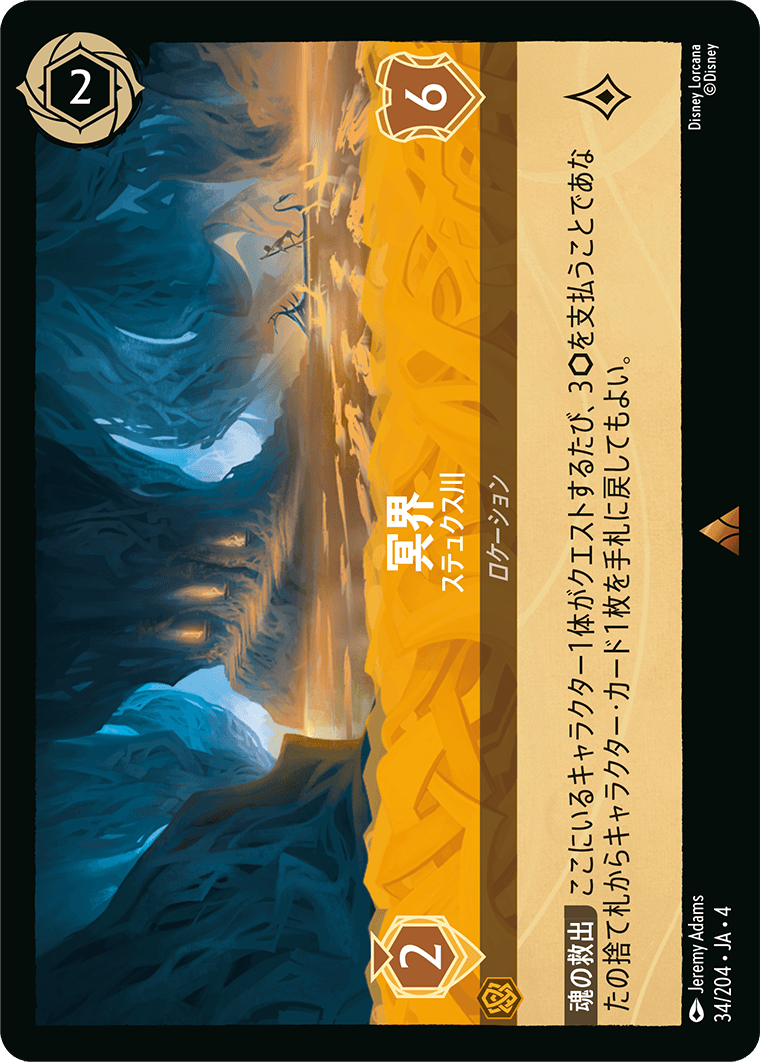 2
6
冥界
ステュクス川
2
ロケーション
魂の救出 ここにいるキャラクター1体がクエストするたび、3⬡を支払うことであな
たの捨て札からキャラクター・カード1枚を手札に戻してもよい。
Jeremy Adams
34/204 • JA • 4
Disney Lorcana
©Disney